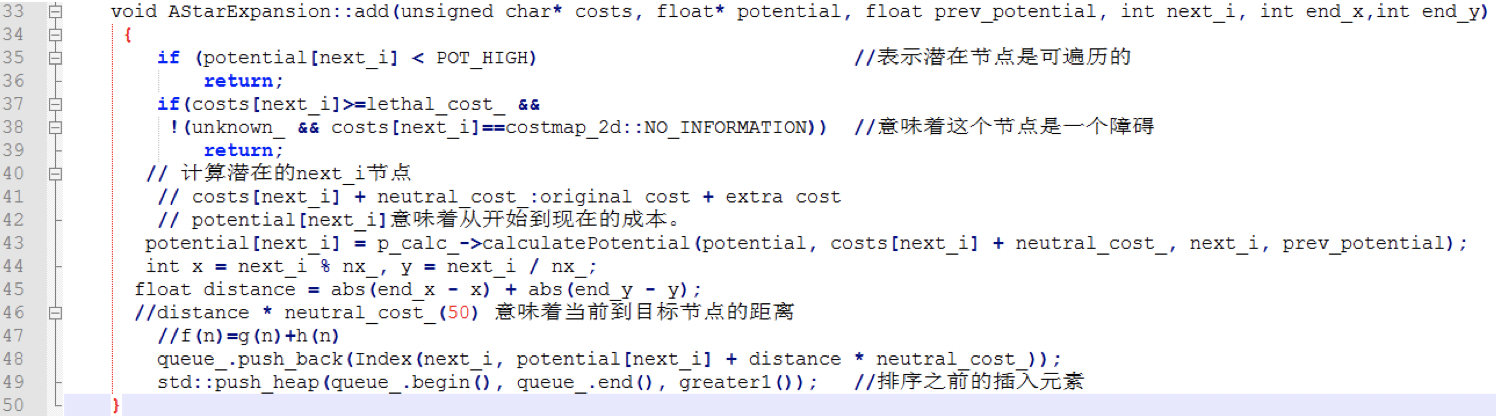 33 void AStarExpansion::add(unsigned char* costs, float* potential, float prev_potential, int next_i, int end_x,int end_y)
34 {
35 if (potential[next_i] < POT_HIGH) //表示潜在节点是可遍历的
36 return;
37 if(costs[next_i]>=lethal_cost_ &&
38 !(unknown_ && costs[next_i]==costmap_2d::NO_INFORMATION)) //意味着这个节点是一个障碍
39 return;
40 // 计算潜在的next_i节点
41 // costs[next_i] + neutral_cost_:original cost + extra cost
42 // potential[next_i]意味着从开始到现在的成本。
43 potential[next_i] = p_calc_->calculatePotential(potential, costs[next_i] + neutral_cost_, next_i, prev_potential);
44 int x = next_i % nx_, y = next_i / nx_;
45 float distance = abs(end_x - x) + abs(end_y - y);
46 //distance * neutral_cost_(50) 意味着当前到目标节点的距离
47 //f(n)=g(n)+h(n)
48 queue_.push_back(Index(next_i, potential[next_i] + distance * neutral_cost_));
49 std::push_heap(queue_.begin(), queue_.end(), greater1()); //排序之前的插入元素
50 }